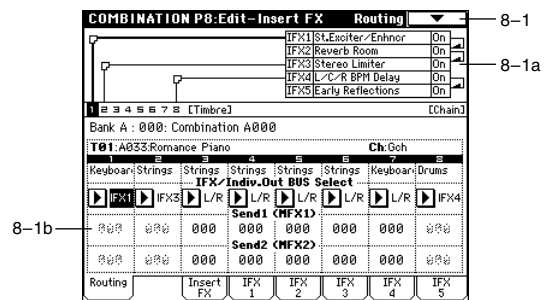 COMBINATION P8:Edit-Insert FX Routing
8-1
IFX1 St.Exciter/Enhncr On
IFX2 Reverb Room On
8-1a
IFX3 Stereo Limiter On
IFX4 L/C/R BPM Delay On
IFX5 Early Reflections On
1 2 3 4 5 6 7 8 [Timbre] [Chain]
Bank A : 000: Combination A000
T01:A033:Romance Piano Ch:Gch
1 2 3 4 5 6 7 8
Keyboar Strings Strings Strings Strings Strings Keyboar Drums
IFX/Indiv.Out BUS Select
IFX1 IFX3 L/R L/R L/R L/R L/R IFX4
Send1 (MFX1)
8-1b
000 000 000 000 000 000 000 000
Send2 (MFX2)
000 000 000 000 000 000 000 000
Routing Insert FX IFX 1 IFX 2 IFX 3 IFX 4 IFX 5